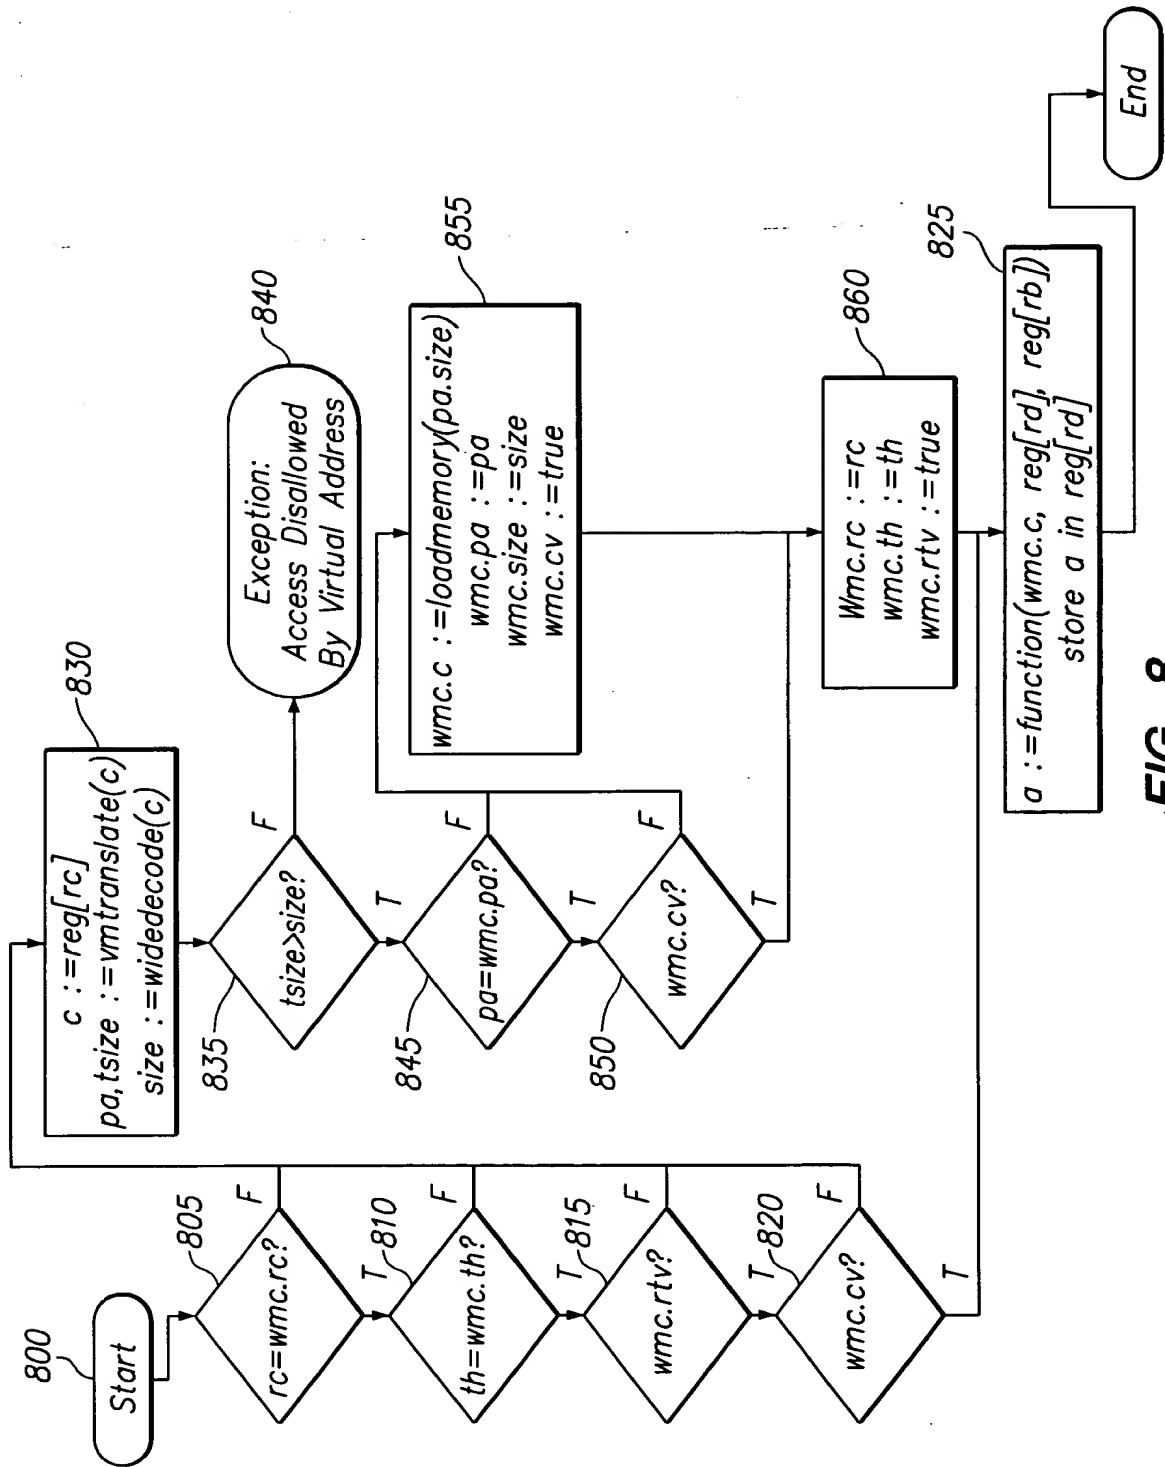 800
Start
805
rc=wmc.rc?
F
T
810
th=wmc.th?
F
T
815
wmc.rtv?
F
T
820
wmc.cv?
F
T
830
c :=reg[rc]
pa,tsize :=vmtranslate(c)
size :=widedecode(c)
835
tsize>size?
F
T
840
Exception:
Access Disallowed
By Virtual Address
845
pa=wmc.pa?
F
T
850
wmc.cv?
F
T
855
wmc.c :=loadmemory(pa.size)
wmc.pa :=pa
wmc.size :=size
wmc.cv :=true
860
Wmc.rc :=rc
wmc.th :=th
wmc.rtv :=true
825
a :=function(wmc.c, reg[rd], reg[rb])
store a in reg[rd]
End
FIG. 8